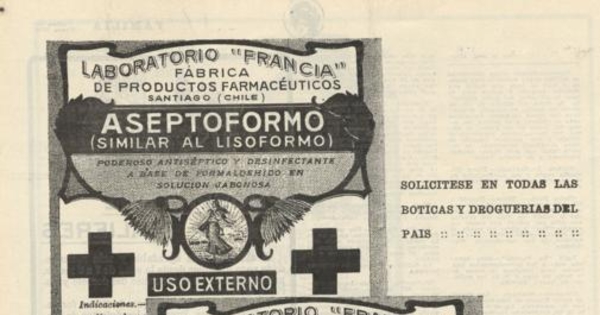 LABORATORIO "FRANCIA"
FÁBRICA
DE PRODUCTOS FARMACÉUTICOS
SANTIAGO (CHILE)
ASEPTOFORMO
(SIMILAR AL LISOFORMO)
PODEROSO ANTISÉPTICO Y DESINFECTANTE
A BASE DE FORMALDEHIDO EN
SOLUCIÓN JABONOSA
USO EXTERNO
Indicaciones.—
SOLICITESE EN TODAS LAS
BOTICAS Y DROGUERIAS DEL
PAIS :: :: :: :: :: :: :: :: ::